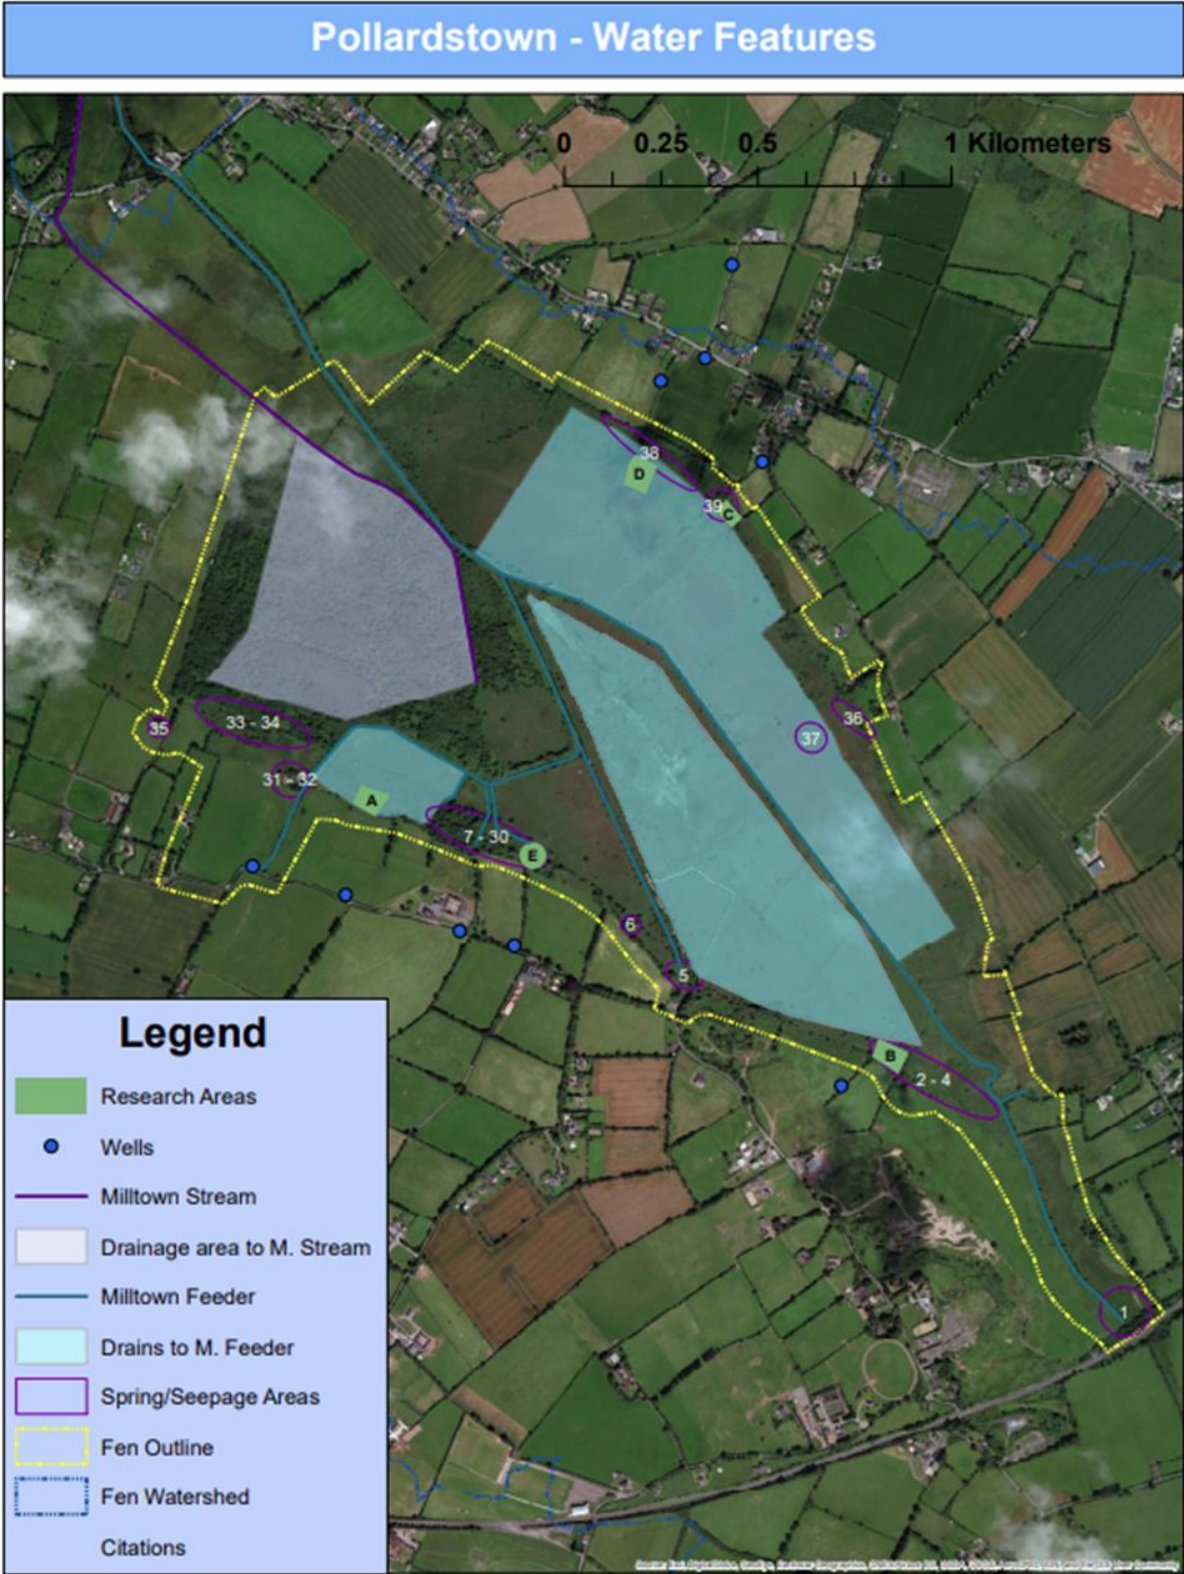 Pollardstown - Water Features
0 0.25 0.5 1 Kilometers
38
D
39
C
36
35
33 - 34
37
31 - 32
A
7 - 30
E
6
5
B
2 - 4
1
Legend
Research Areas
Wells
Milltown Stream
Drainage area to M. Stream
Milltown Feeder
Drains to M. Feeder
Spring/Seepage Areas
Fen Outline
Fen Watershed
Citations